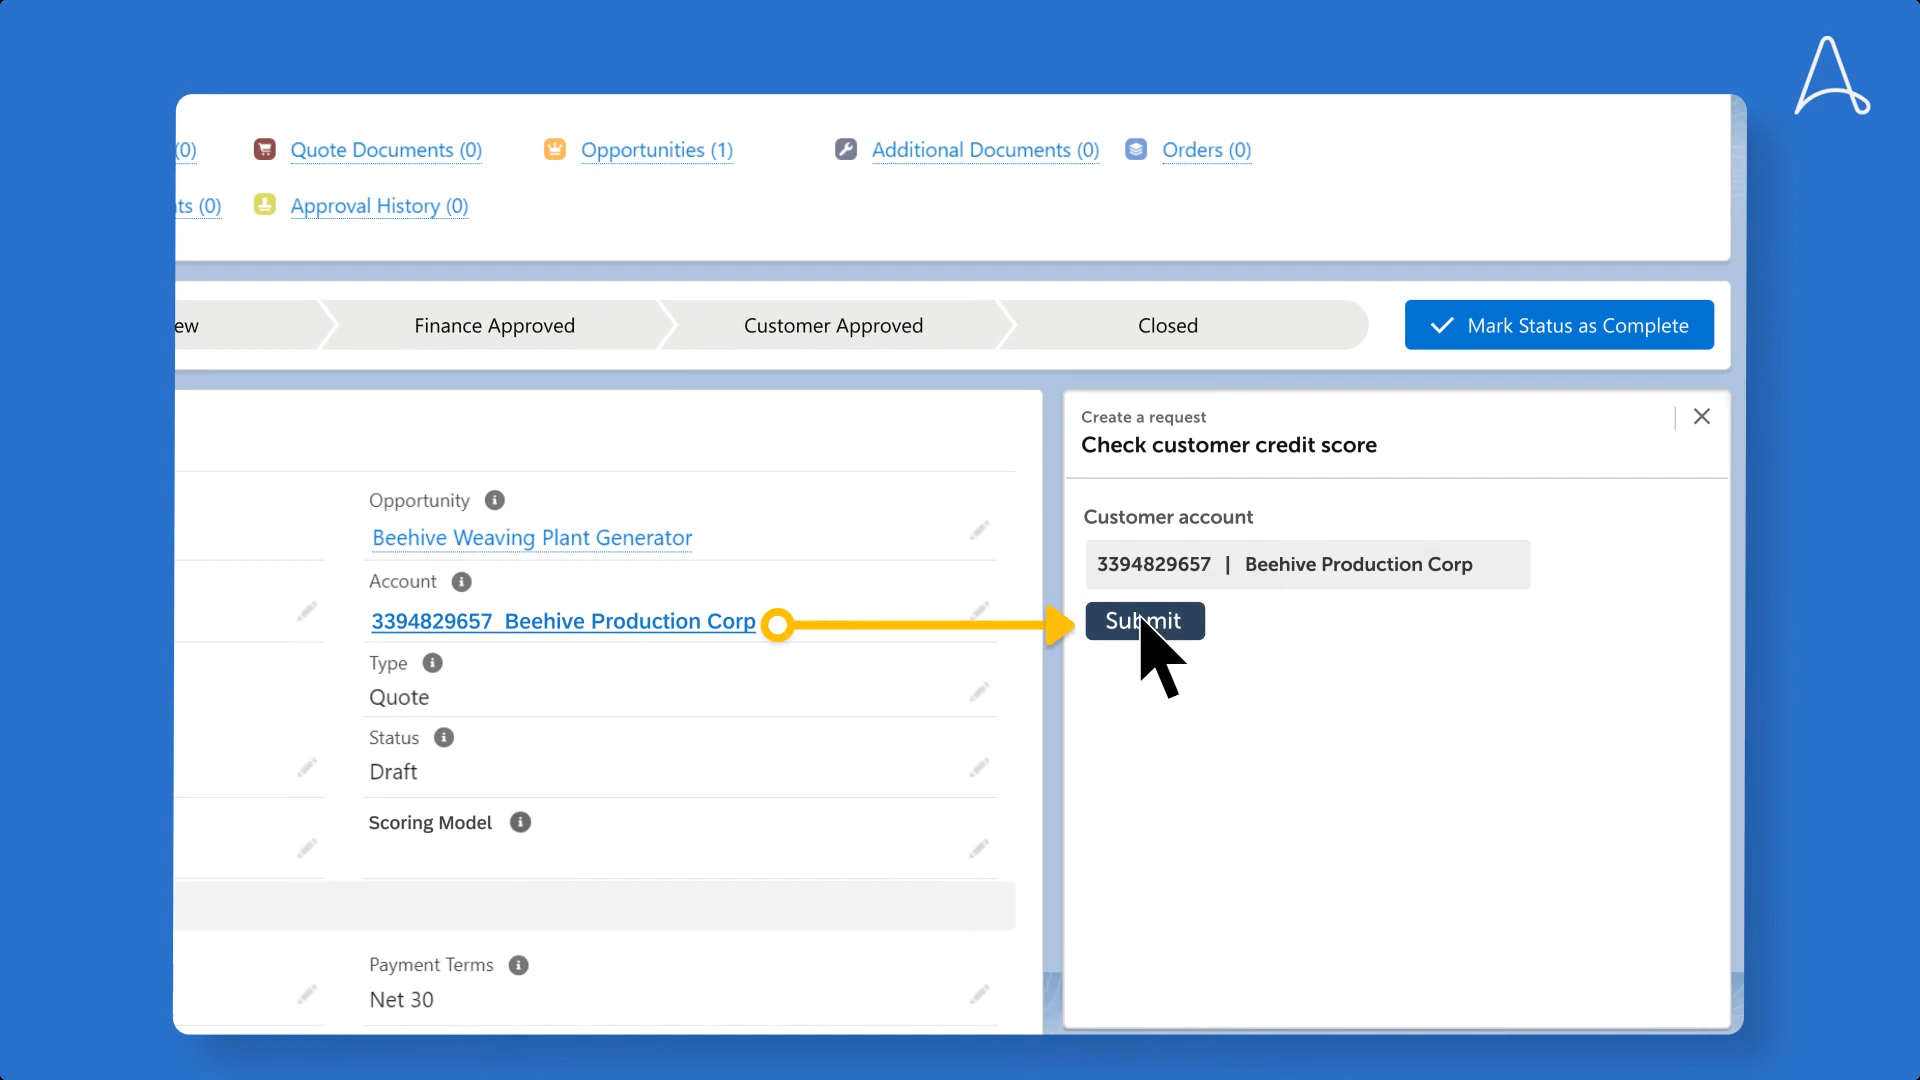 (0) Quote Documents (0) Opportunities (1) Additional Documents (0) Orders (0)
ts (0) Approval History (0)
ew Finance Approved Customer Approved Closed Mark Status as Complete
Create a request
Check customer credit score
Opportunity
Beehive Weaving Plant Generator
Account
3394829657 Beehive Production Corp
Type
Quote
Status
Draft
Scoring Model
Payment Terms
Net 30
Customer account
3394829657 | Beehive Production Corp
Submit